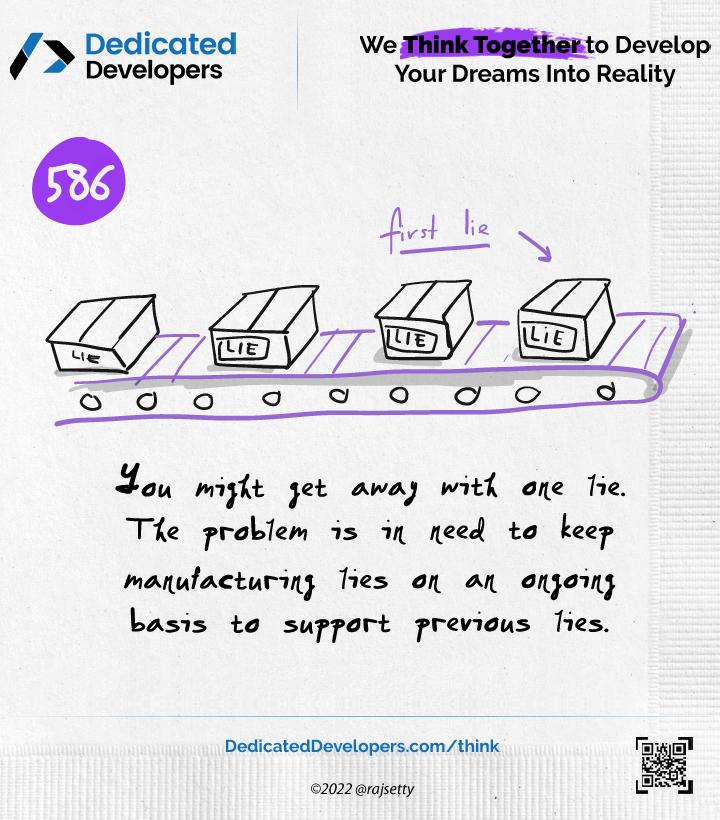 Dedicated
Developers
We Think Together to Develop
Your Dreams Into Reality
586
first lie
LIE
LIE
LIE
LiE
You might get away with one lie.
The problem is in need to keep
manufacturing lies on an ongoing
basis to support previous lies.
DedicatedDevelopers.com/think
©2022 @rajsetty